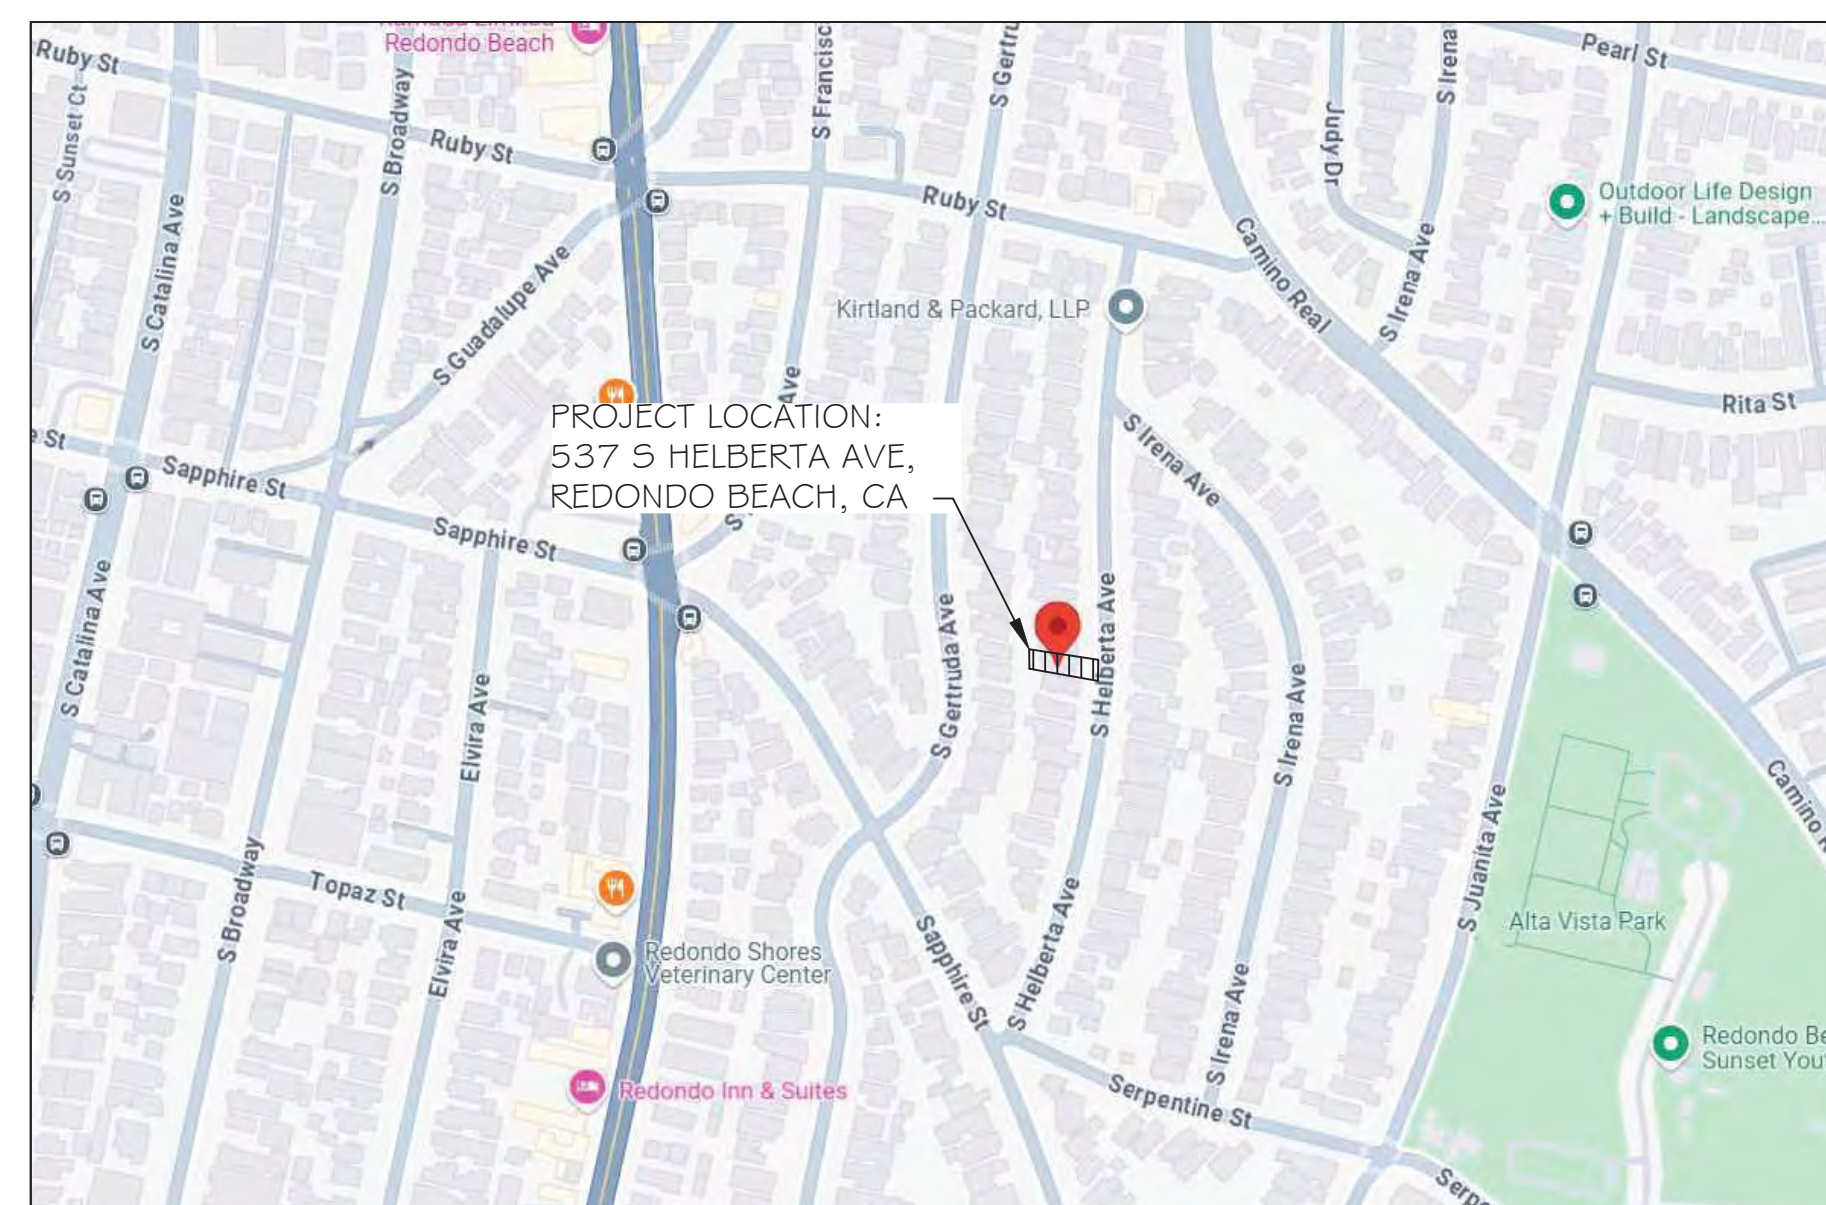 Redondo Beach
Ruby St
S Sunset Ct
S Broadway
Ruby St
S Francisc
S Gertru
S Irena
Pearl St
Judy Dr
S Catalina Ave
S Guadalupe Ave
Ruby St
Camino Real
S Irena Ave
Outdoor Life Design
+ Build - Landscape...
Kirtland & Packard, LLP
Ave
Rita St
PROJECT LOCATION:
537 S HELBERTA AVE,
REDONDO BEACH, CA
S Irena Ave
e St
Sapphire St
Sapphire St
S
S Catalina Ave
Elvira Ave
S Gertruda Ave
S Helberta Ave
S Irena Ave
S Juanita Ave
Camino R
Topaz St
S Broadway
Elvira Ave
Redondo Shores
Veterinary Center
Sapphire St
S Helberta Ave
S Irena Ave
Alta Vista Park
Redondo Be
Sunset You
Redondo Inn & Suites
Serpentine St
Serpe